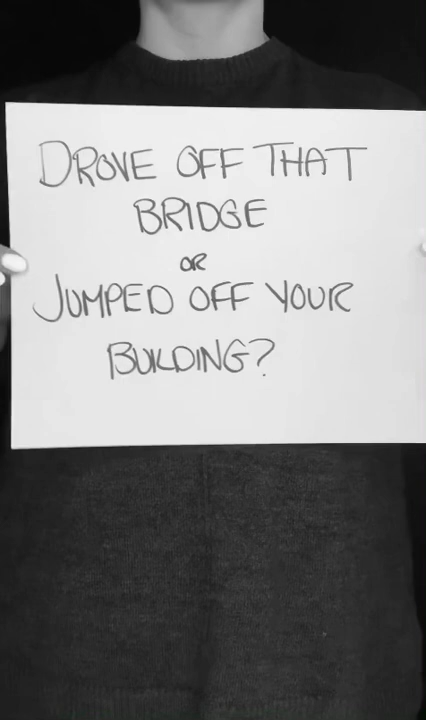 DROVE OFF THAT
BRIDGE
OR
JUMPED OFF YOUR
BUILDING?